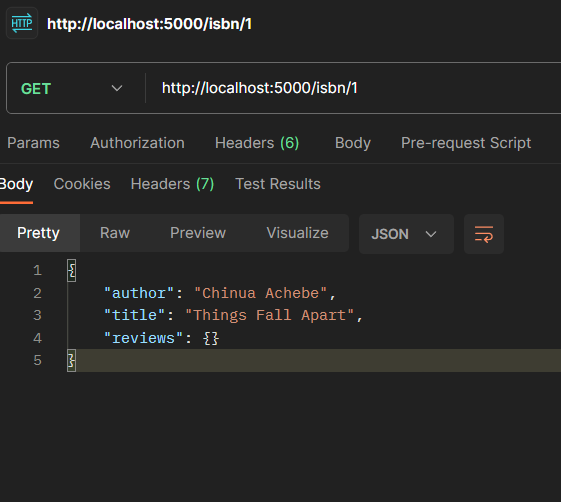 HTTP http://localhost:5000/isbn/1
GET http://localhost:5000/isbn/1
Params Authorization Headers (6) Body Pre-request Script
Body Cookies Headers (7) Test Results
Pretty Raw Preview Visualize JSON
1 {
2 "author": "Chinua Achebe",
3 "title": "Things Fall Apart",
4 "reviews": {}
5 }